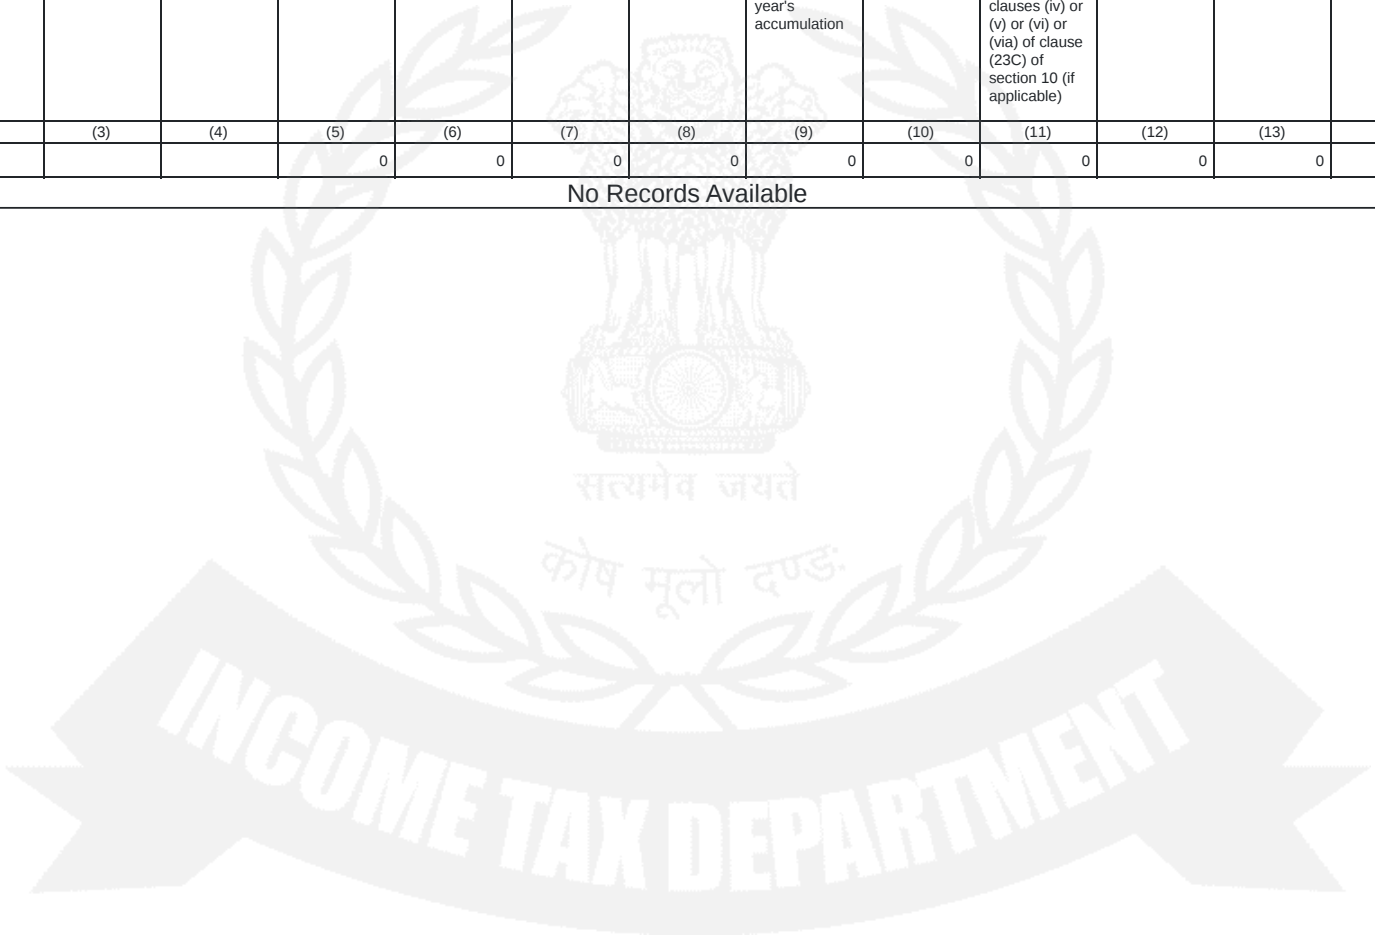 year's
accumulation
clauses (iv) or
(v) or (vi) or
(via) of clause
(23C) of
section 10 (if
applicable)
(3) (4) (5) (6) (7) (8) (9) (10) (11) (12) (13)
0 0 0 0 0 0 0 0 0
No Records Available
सत्यमेव जयते
कोष मूलो दण्डः
INCOME TAX DEPARTMENT